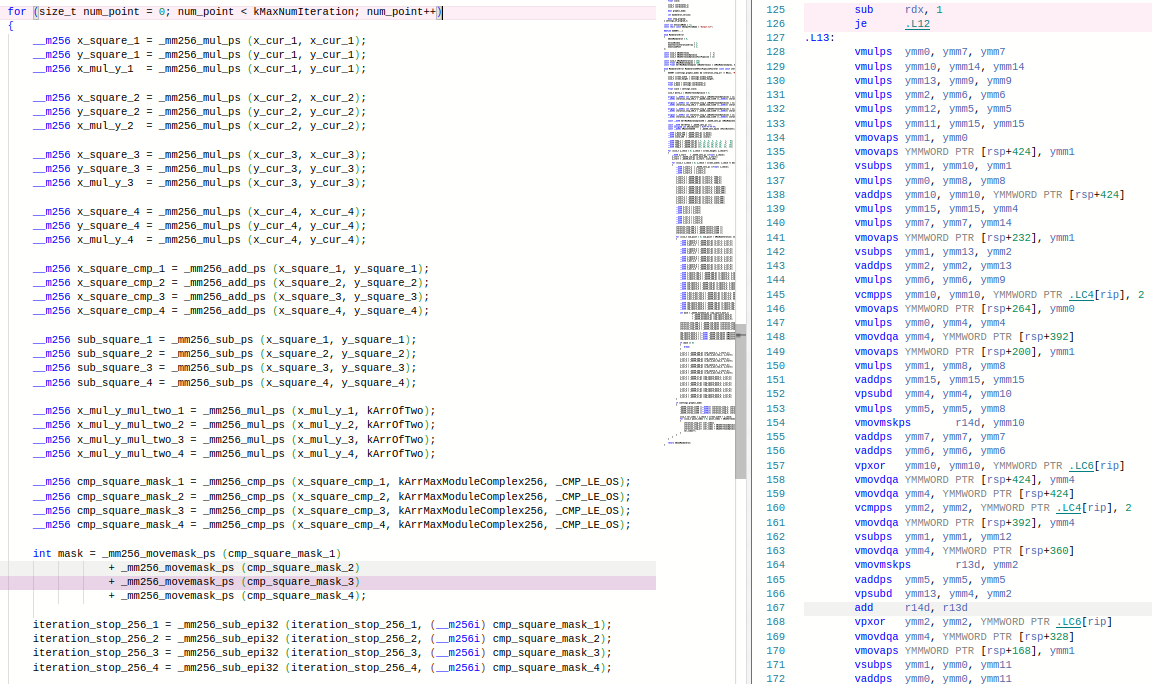 for (size_t num_point = 0; num_point < kMaxNumIteration; num_point++)
{
__m256 x_square_1 = _mm256_mul_ps (x_cur_1, x_cur_1);
__m256 y_square_1 = _mm256_mul_ps (y_cur_1, y_cur_1);
__m256 x_mul_y_1  = _mm256_mul_ps (x_cur_1, y_cur_1);
__m256 x_square_2 = _mm256_mul_ps (x_cur_2, x_cur_2);
__m256 y_square_2 = _mm256_mul_ps (y_cur_2, y_cur_2);
__m256 x_mul_y_2  = _mm256_mul_ps (x_cur_2, y_cur_2);
__m256 x_square_3 = _mm256_mul_ps (x_cur_3, x_cur_3);
__m256 y_square_3 = _mm256_mul_ps (y_cur_3, y_cur_3);
__m256 x_mul_y_3  = _mm256_mul_ps (x_cur_3, y_cur_3);
__m256 x_square_4 = _mm256_mul_ps (x_cur_4, x_cur_4);
__m256 y_square_4 = _mm256_mul_ps (y_cur_4, y_cur_4);
__m256 x_mul_y_4  = _mm256_mul_ps (x_cur_4, y_cur_4);
__m256 x_square_cmp_1 = _mm256_add_ps (x_square_1, y_square_1);
__m256 x_square_cmp_2 = _mm256_add_ps (x_square_2, y_square_2);
__m256 x_square_cmp_3 = _mm256_add_ps (x_square_3, y_square_3);
__m256 x_square_cmp_4 = _mm256_add_ps (x_square_4, y_square_4);
__m256 sub_square_1 = _mm256_sub_ps (x_square_1, y_square_1);
__m256 sub_square_2 = _mm256_sub_ps (x_square_2, y_square_2);
__m256 sub_square_3 = _mm256_sub_ps (x_square_3, y_square_3);
__m256 sub_square_4 = _mm256_sub_ps (x_square_4, y_square_4);
__m256 x_mul_y_mul_two_1 = _mm256_mul_ps (x_mul_y_1, kArrOfTwo);
__m256 x_mul_y_mul_two_2 = _mm256_mul_ps (x_mul_y_2, kArrOfTwo);
__m256 x_mul_y_mul_two_3 = _mm256_mul_ps (x_mul_y_3, kArrOfTwo);
__m256 x_mul_y_mul_two_4 = _mm256_mul_ps (x_mul_y_4, kArrOfTwo);
__m256 cmp_square_mask_1 = _mm256_cmp_ps (x_square_cmp_1, kArrMaxModuleComplex256, _CMP_LE_OS);
__m256 cmp_square_mask_2 = _mm256_cmp_ps (x_square_cmp_2, kArrMaxModuleComplex256, _CMP_LE_OS);
__m256 cmp_square_mask_3 = _mm256_cmp_ps (x_square_cmp_3, kArrMaxModuleComplex256, _CMP_LE_OS);
__m256 cmp_square_mask_4 = _mm256_cmp_ps (x_square_cmp_4, kArrMaxModuleComplex256, _CMP_LE_OS);
int mask = _mm256_movemask_ps (cmp_square_mask_1)
+ _mm256_movemask_ps (cmp_square_mask_2)
+ _mm256_movemask_ps (cmp_square_mask_3)
+ _mm256_movemask_ps (cmp_square_mask_4);
iteration_stop_256_1 = _mm256_sub_epi32 (iteration_stop_256_1, (__m256i) cmp_square_mask_1);
iteration_stop_256_2 = _mm256_sub_epi32 (iteration_stop_256_2, (__m256i) cmp_square_mask_2);
iteration_stop_256_3 = _mm256_sub_epi32 (iteration_stop_256_3, (__m256i) cmp_square_mask_3);
iteration_stop_256_4 = _mm256_sub_epi32 (iteration_stop_256_4, (__m256i) cmp_square_mask_4);
125 sub rdx, 1
126 je .L12
127 .L13:
128 vmulps ymm0, ymm7, ymm7
129 vmulps ymm10, ymm14, ymm14
130 vmulps ymm13, ymm9, ymm9
131 vmulps ymm2, ymm6, ymm6
132 vmulps ymm12, ymm5, ymm5
133 vmulps ymm11, ymm15, ymm15
134 vmovaps ymm1, ymm0
135 vmovaps YMMWORD PTR [rsp+424], ymm1
136 vsubps ymm1, ymm10, ymm1
137 vmulps ymm0, ymm8, ymm8
138 vaddps ymm10, ymm10, YMMWORD PTR [rsp+424]
139 vmulps ymm15, ymm15, ymm4
140 vmulps ymm7, ymm7, ymm14
141 vmovaps YMMWORD PTR [rsp+232], ymm1
142 vsubps ymm1, ymm13, ymm2
143 vaddps ymm2, ymm2, ymm13
144 vmulps ymm6, ymm6, ymm9
145 vcmpps ymm10, ymm10, YMMWORD PTR .LC4[rip], 2
146 vmovaps YMMWORD PTR [rsp+264], ymm0
147 vmulps ymm0, ymm4, ymm4
148 vmovdqa ymm4, YMMWORD PTR [rsp+392]
149 vmovaps YMMWORD PTR [rsp+200], ymm1
150 vmulps ymm1, ymm8, ymm8
151 vaddps ymm15, ymm15, ymm15
152 vpsubd ymm4, ymm4, ymm10
153 vmulps ymm5, ymm5, ymm8
154 vmovmskps r14d, ymm10
155 vaddps ymm7, ymm7, ymm7
156 vaddps ymm6, ymm6, ymm6
157 vpxor ymm10, ymm10, YMMWORD PTR .LC6[rip]
158 vmovdqa YMMWORD PTR [rsp+424], ymm4
159 vmovdqa ymm4, YMMWORD PTR [rsp+424]
160 vcmpps ymm2, ymm2, YMMWORD PTR .LC4[rip], 2
161 vmovdqa YMMWORD PTR [rsp+392], ymm4
162 vsubps ymm1, ymm1, ymm12
163 vmovdqa ymm4, YMMWORD PTR [rsp+360]
164 vmovmskps r13d, ymm2
165 vaddps ymm5, ymm5, ymm5
166 vpsubd ymm13, ymm4, ymm2
167 add r14d, r13d
168 vpxor ymm2, ymm2, YMMWORD PTR .LC6[rip]
169 vmovdqa ymm4, YMMWORD PTR [rsp+328]
170 vmovaps YMMWORD PTR [rsp+168], ymm1
171 vsubps ymm1, ymm0, ymm11
172 vaddps ymm0, ymm0, ymm11